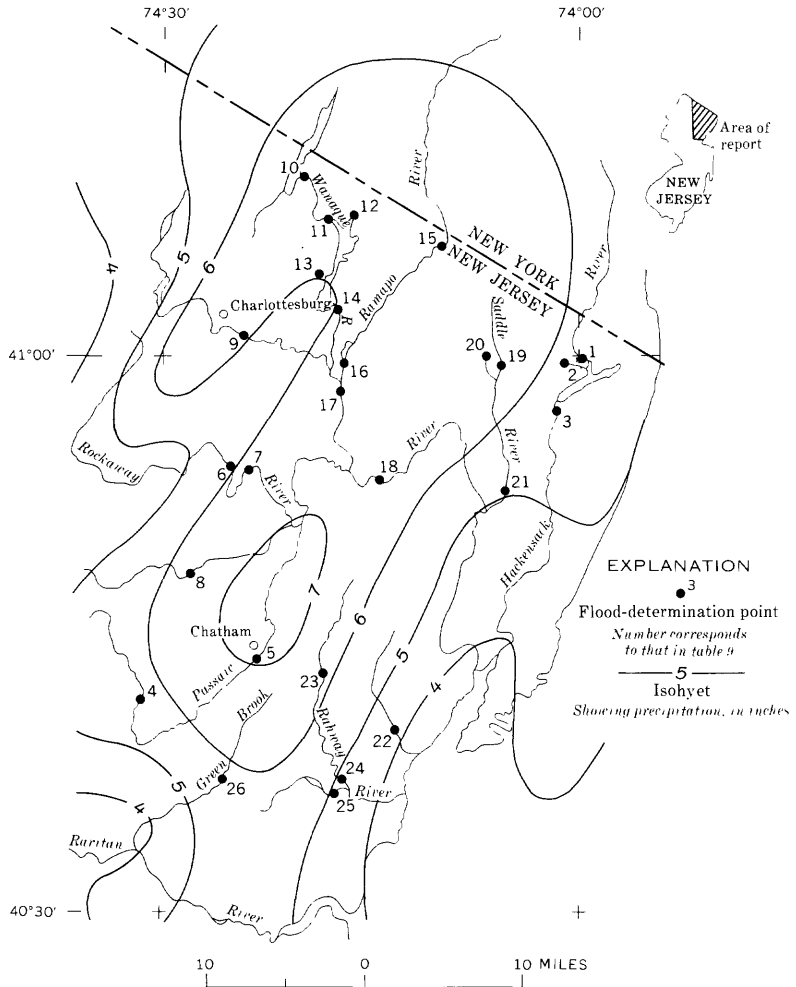 74°30'
74°00'
Area of
report
NEW
JERSEY
River
10
Wanaque
12
11
15
NEW YORK
NEW JERSEY
River
4
5
6
13
Charlottesburg
14
R
Ramapo
Saddle
9
41°00'
16
20
19
1
2
17
3
Rockaway
6
7
River
18
River
River
21
Hackensack
8
7
EXPLANATION
3
Flood-determination point
Number corresponds
to that in table 9
5
Isohyet
Showing precipitation, in inches
Chatham
5
6
5
4
4
Passaic
Brook
23
Rahway
22
Green
26
24
25
River
5
4
Raritan
River
40°30'
10 0 10 MILES